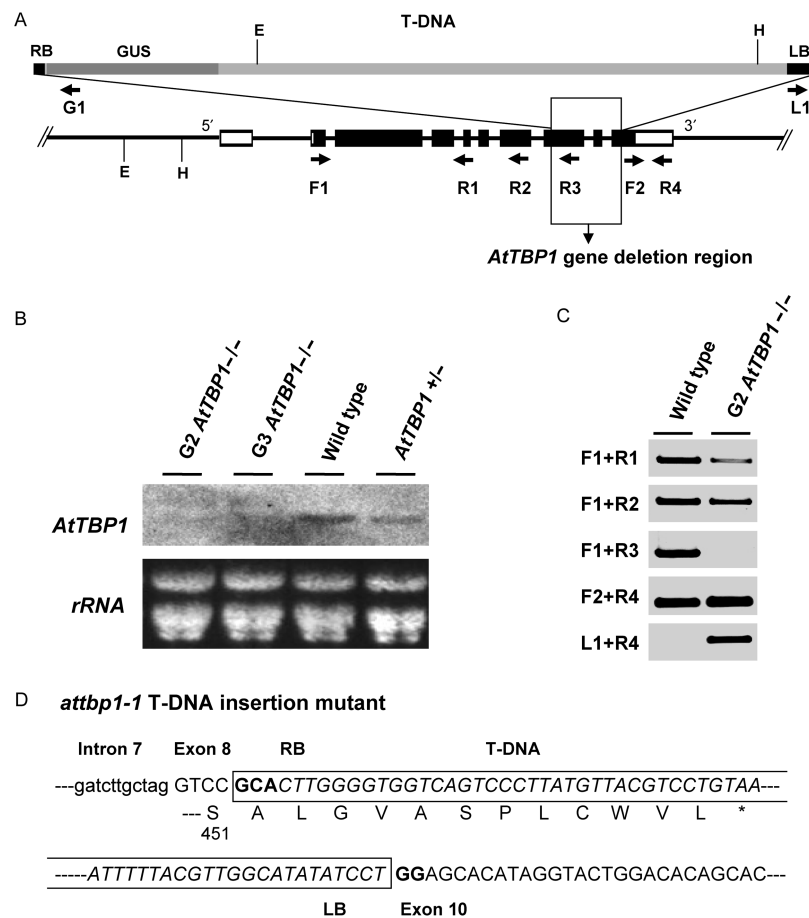 A
T-DNA
E
H
RB
GUS
LB
G1
L1
5′
3′
E
H
F1
R1
R2
R3
F2
R4
AtTBP1 gene deletion region
B
G2 AtTBP1–/–
G3 AtTBP1–/–
Wild type
AtTBP1 +/–
AtTBP1
rRNA
C
Wild type
G2 AtTBP1 –/–
F1+R1
F1+R2
F1+R3
F2+R4
L1+R4
D attbp1-1 T-DNA insertion mutant
Intron 7 Exon 8 RB T-DNA
---gatcttgctag GTCC GCACTTGGGGTGGTCAGTCCCTTATGTTACGTCCTGTAA---
--- S A L G V A S P L C W V L *
451
-----ATTTTTACGTTGGCATATATCCT GGAGCACATAGGTACTGGACACAGCAC---
LB Exon 10